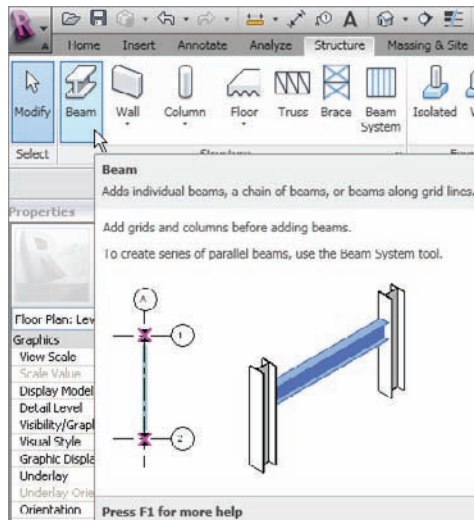 A
Home Insert Annotate Analyze Structure Massing & Site
Modify Beam Wall Column Floor Truss Brace Beam System Isolated
Select
Beam
Adds individual beams, a chain of beams, or beams along grid lines.
Properties
Add grids and columns before adding beams.
To create series of parallel beams, use the Beam System tool.
A
1
2
Floor Plan: Lev
Graphics
View Scale
Scale Value
Display Model
Detail Level
Visibility/Grap
Visual Style
Graphic Displa
Underlay
Underlay Orie
Orientation
Press F1 for more help